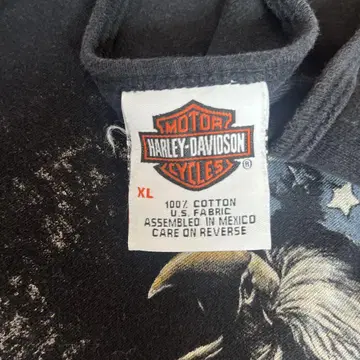 MOTOR
HARLEY-DAVIDSON
CYCLES
®
XL
100% COTTON
U.S. FABRIC
ASSEMBLED IN MEXICO
CARE ON REVERSE